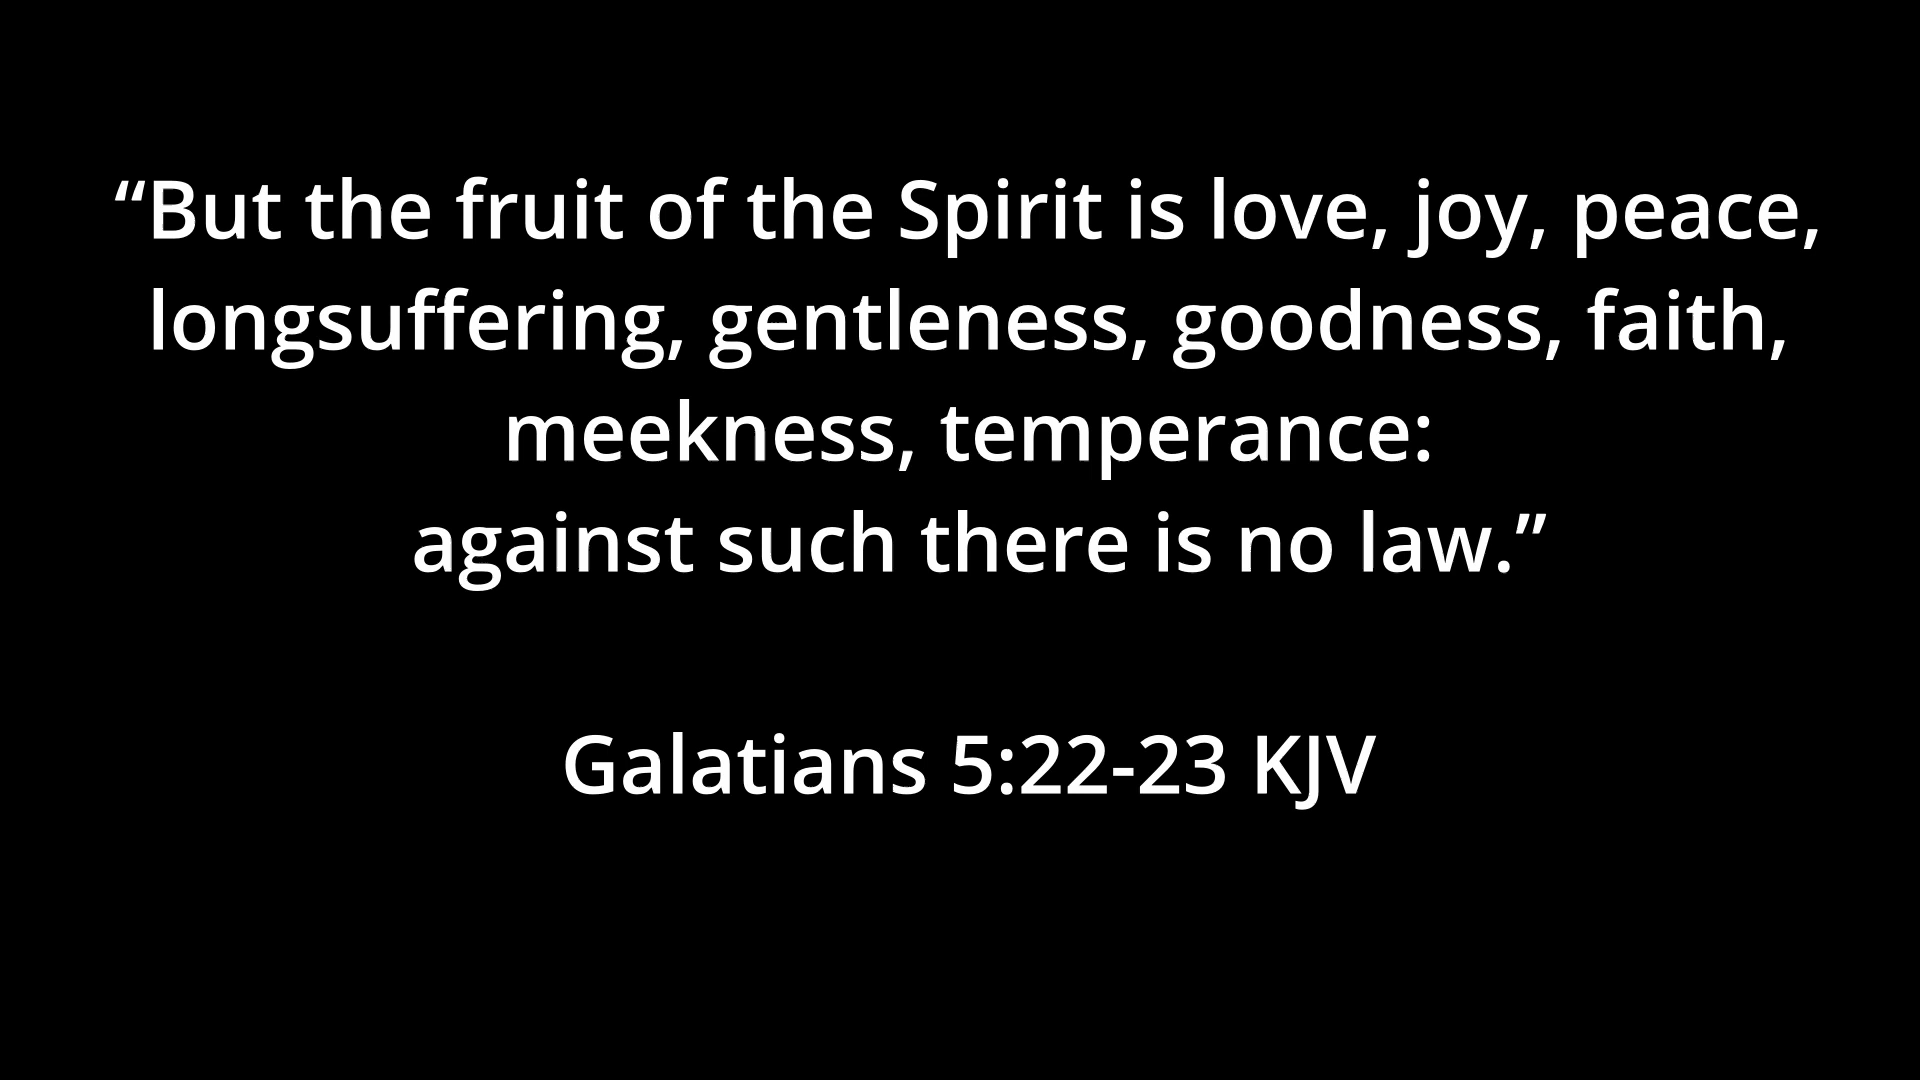 “But the fruit of the Spirit is love, joy, peace,
longsuffering, gentleness, goodness, faith,
meekness, temperance:
against such there is no law.”
Galatians 5:22-23 KJV